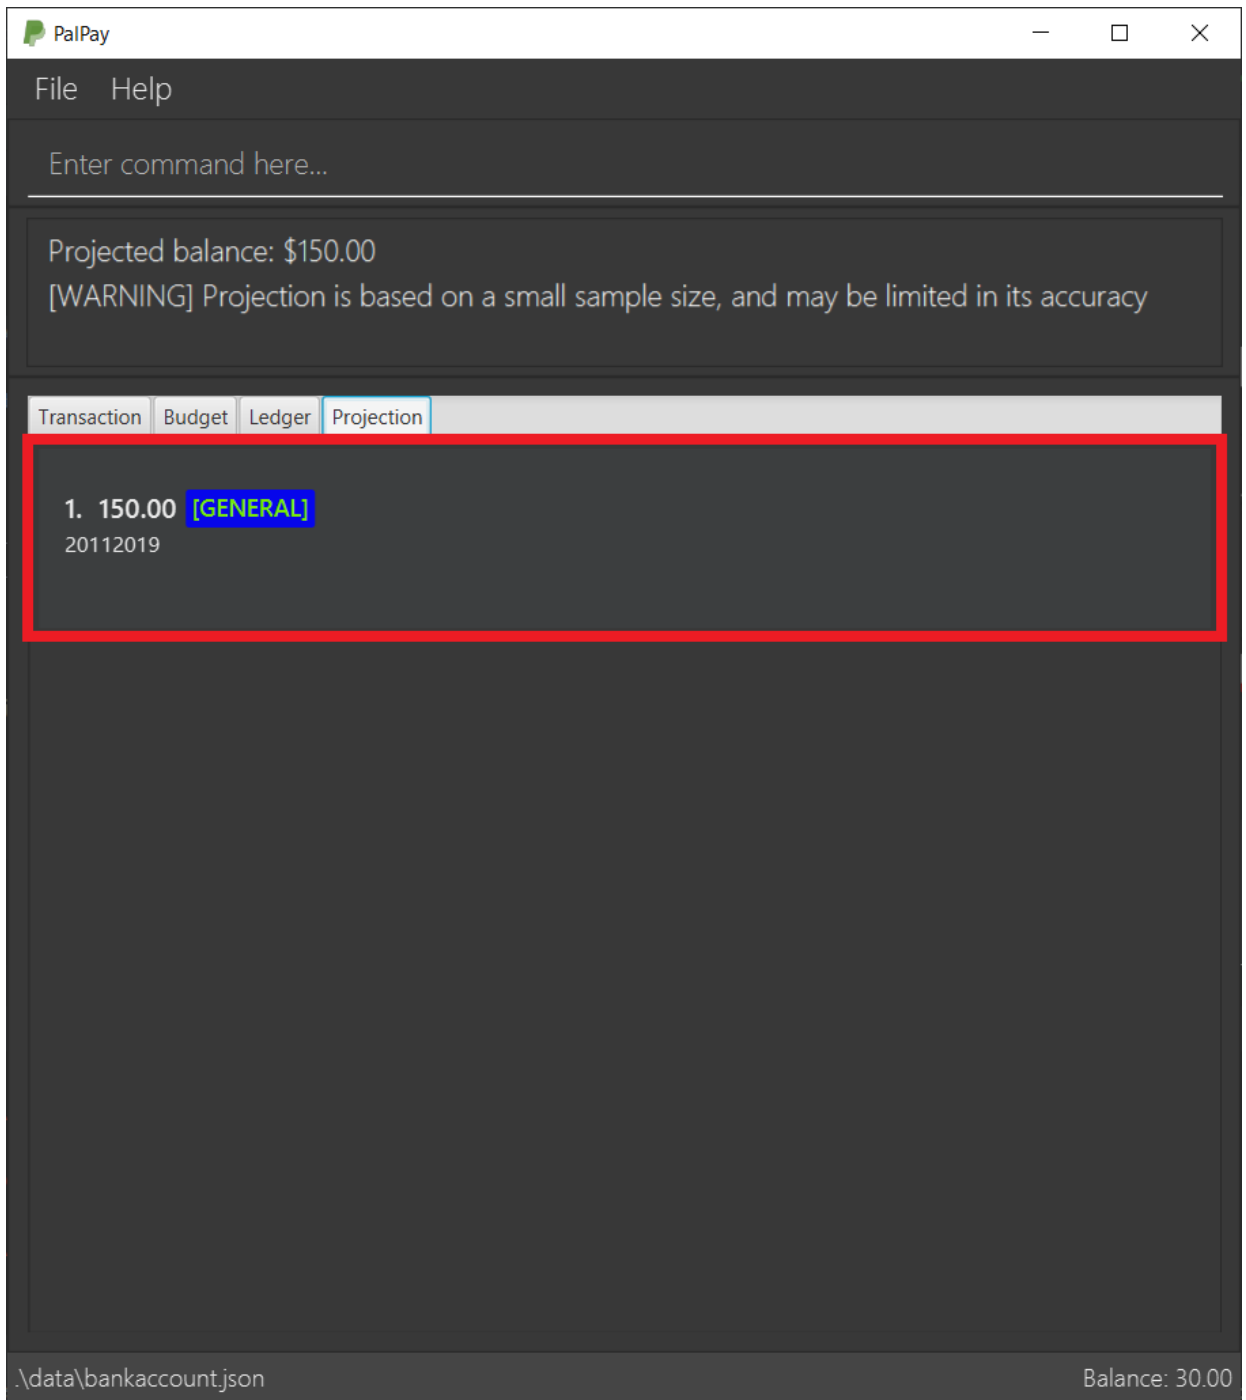 PalPay
File Help
Enter command here...
Projected balance: $150.00
[WARNING] Projection is based on a small sample size, and may be limited in its accuracy
Transaction Budget Ledger Projection
1. 150.00 [GENERAL]
20112019
.\data\bankaccount.json Balance: 30.00